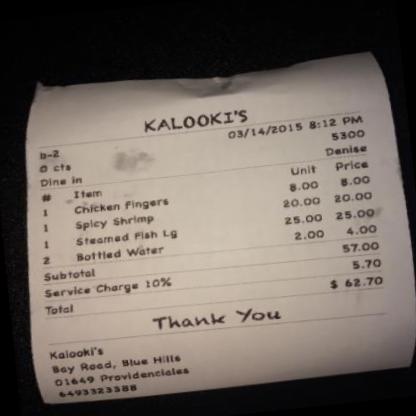 KALOOKI'S
03/14/2015 8:12 PM
b-2 5300
0 cts Denise
Dine in
# Item Unit Price
1 Chicken Fingers 8.00 8.00
1 Spicy Shrimp 20.00 20.00
1 Steamed Fish Lg 25.00 25.00
2 Bottled Water 2.00 4.00
Subtotal 57.00
Service Charge 10% 5.70
Total $ 62.70
Thank You
Kalooki's
Bay Road, Blue Hills
01649 Providenciales
6493323388